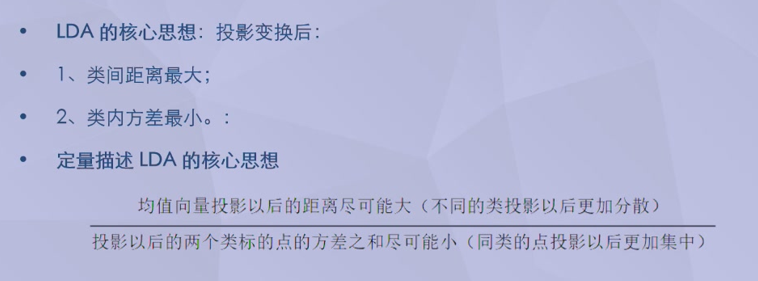 • LDA 的核心思想：投影变换后：
• 1、类间距离最大；
• 2、类内方差最小。：
• 定量描述 LDA 的核心思想
均值向量投影以后的距离尽可能大（不同的类投影以后更加分散）
投影以后的两个类标的点的方差之和尽可能小（同类的点投影以后更加集中）